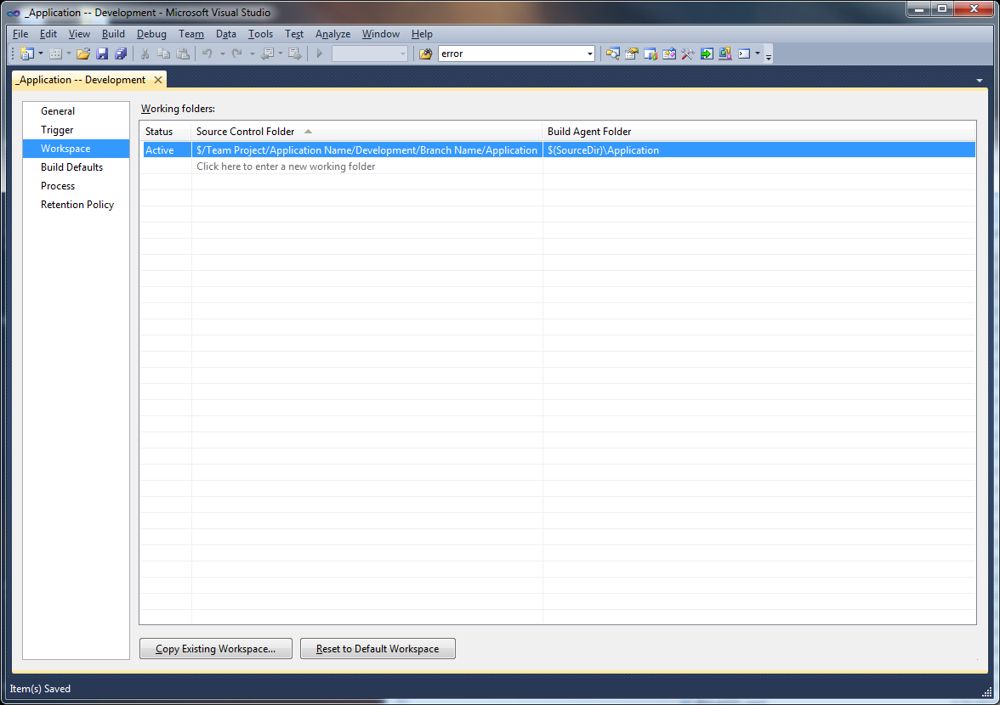 _Application -- Development - Microsoft Visual Studio
File Edit View Build Debug Team Data Tools Test Analyze Window Help
error
_Application -- Development
General
Trigger
Workspace
Build Defaults
Process
Retention Policy
Working folders:
Status Source Control Folder Build Agent Folder
Active $/Team Project/Application Name/Development/Branch Name/Application $(SourceDir)\Application
Click here to enter a new working folder
Copy Existing Workspace... Reset to Default Workspace
Item(s) Saved